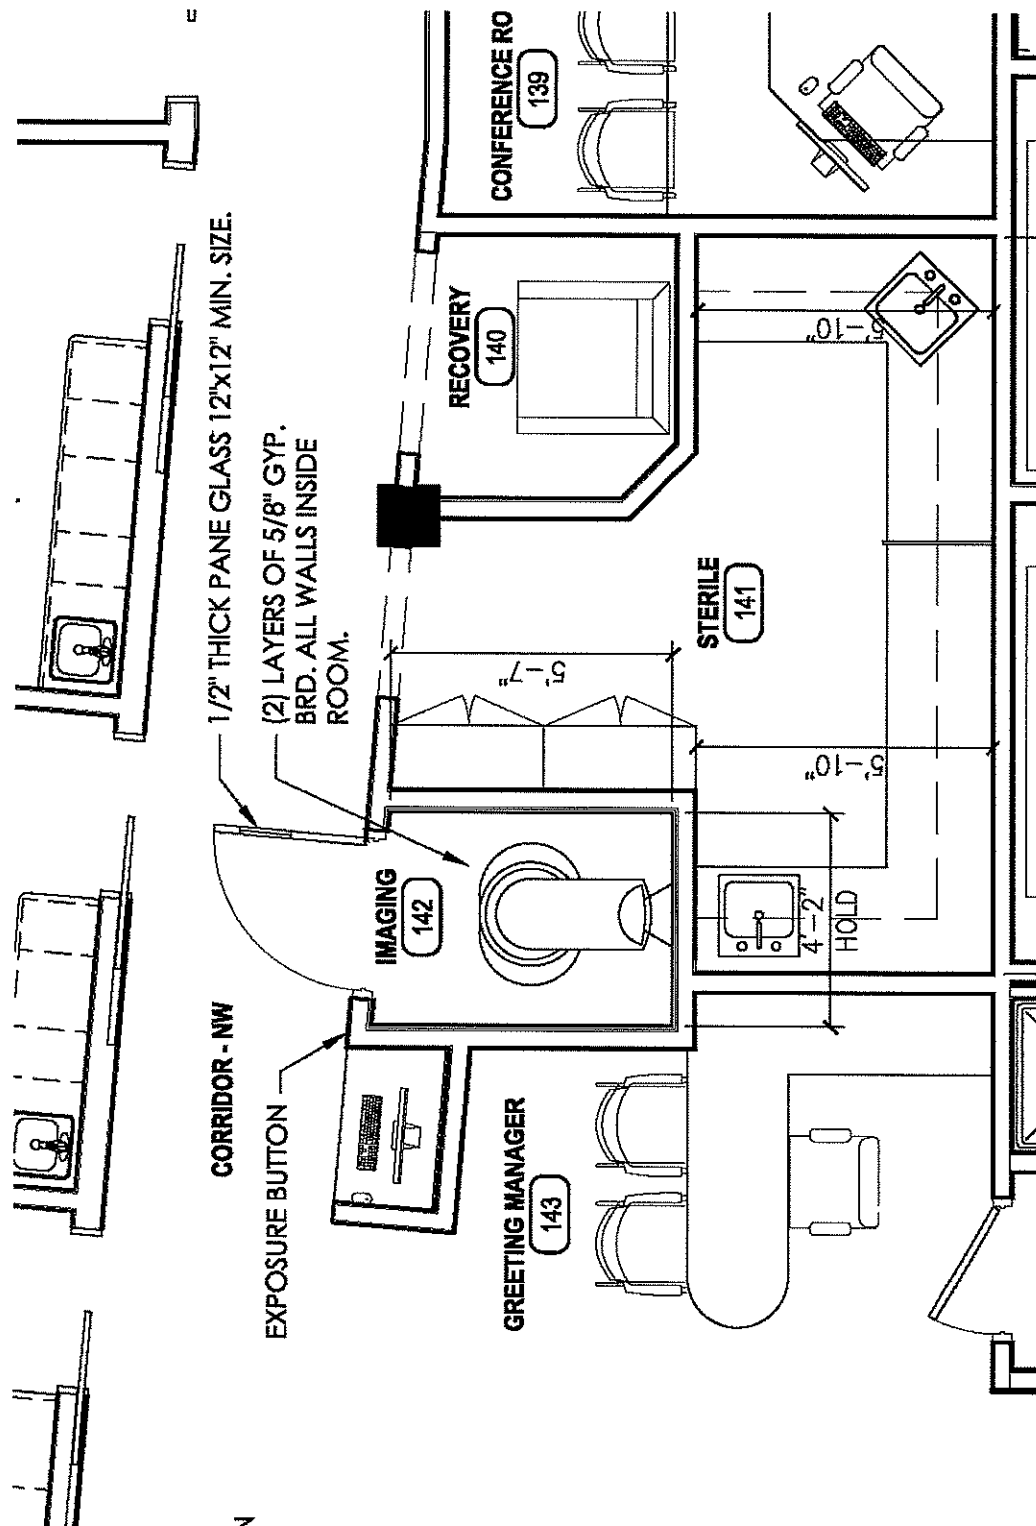 1/2" THICK PANE GLASS 12"x12" MIN. SIZE.
(2) LAYERS OF 5/8" GYP.
BRD. ALL WALLS INSIDE
ROOM.
CORRIDOR - NW
EXPOSURE BUTTON
CONFERENCE RO
139
RECOVERY
140
STERILE
141
IMAGING
142
GREETING MANAGER
143
5'-7"
5'-10"
5'-10"
4'-2"
HOLD
N